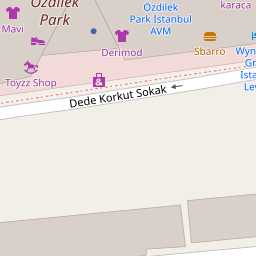 Özdilek
Park
Mavi
Özdilek
Park İstanbul
AVM
karaca
Derimod
Sbarro
Toyzz Shop
Dede Korkut Sokak